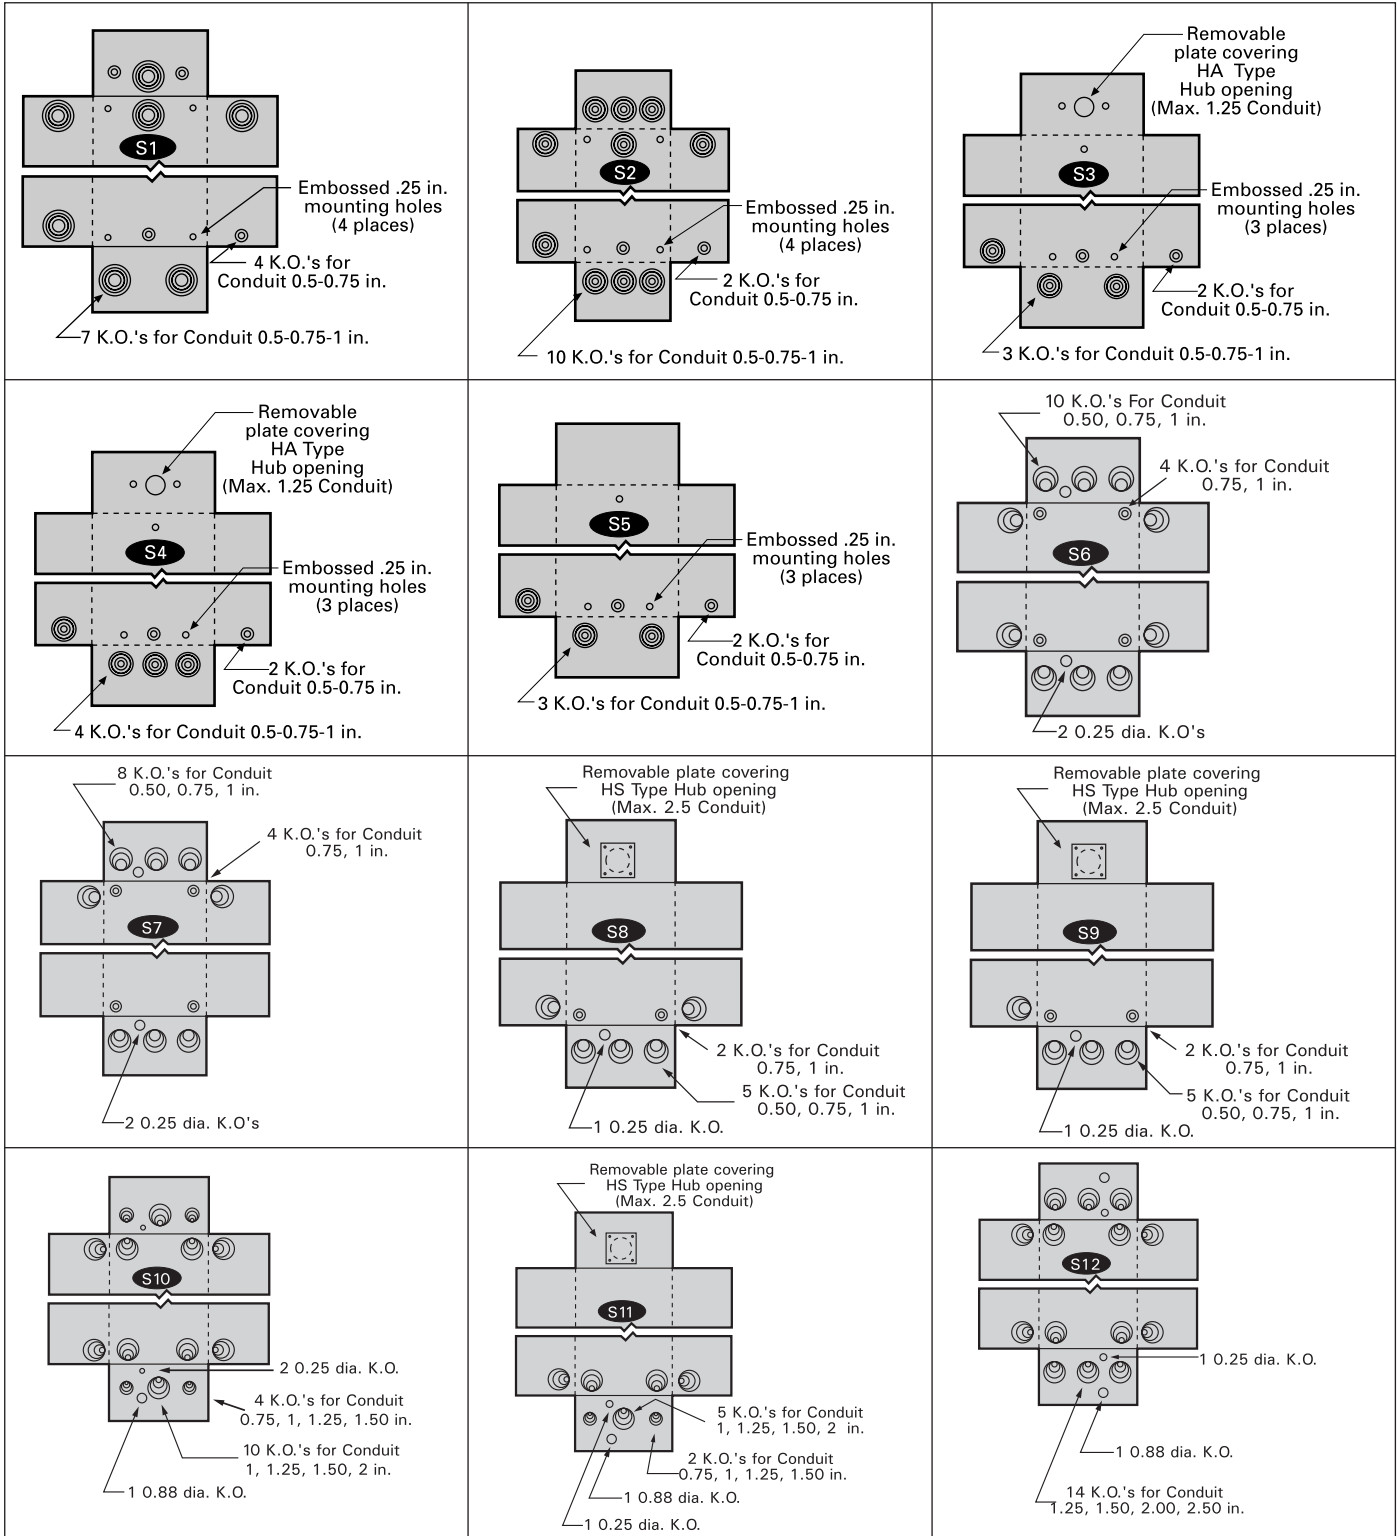 S1
Embossed .25 in.
mounting holes
(4 places)
4 K.O.'s for
Conduit 0.5-0.75 in.
7 K.O.'s for Conduit 0.5-0.75-1 in.
S2
Embossed .25 in.
mounting holes
(4 places)
2 K.O.'s for
Conduit 0.5-0.75 in.
10 K.O.'s for Conduit 0.5-0.75-1 in.
Removable
plate covering
HA Type
Hub opening
(Max. 1.25 Conduit)
S3
Embossed .25 in.
mounting holes
(3 places)
2 K.O.'s for
Conduit 0.5-0.75 in.
3 K.O.'s for Conduit 0.5-0.75-1 in.
Removable
plate covering
HA Type
Hub opening
(Max. 1.25 Conduit)
S4
Embossed .25 in.
mounting holes
(3 places)
2 K.O.'s for
Conduit 0.5-0.75 in.
4 K.O.'s for Conduit 0.5-0.75-1 in.
S5
Embossed .25 in.
mounting holes
(3 places)
2 K.O.'s for
Conduit 0.5-0.75 in.
3 K.O.'s for Conduit 0.5-0.75-1 in.
10 K.O.'s For Conduit
0.50, 0.75, 1 in.
4 K.O.'s for Conduit
0.75, 1 in.
S6
2 0.25 dia. K.O's
8 K.O.'s for Conduit
0.50, 0.75, 1 in.
4 K.O.'s for Conduit
0.75, 1 in.
S7
2 0.25 dia. K.O's
Removable plate covering
HS Type Hub opening
(Max. 2.5 Conduit)
S8
2 K.O.'s for Conduit
0.75, 1 in.
5 K.O.'s for Conduit
0.50, 0.75, 1 in.
1 0.25 dia. K.O.
Removable plate covering
HS Type Hub opening
(Max. 2.5 Conduit)
S9
2 K.O.'s for Conduit
0.75, 1 in.
5 K.O.'s for Conduit
0.50, 0.75, 1 in.
1 0.25 dia. K.O.
S10
2 0.25 dia. K.O.
4 K.O.'s for Conduit
0.75, 1, 1.25, 1.50 in.
10 K.O.'s for Conduit
1, 1.25, 1.50, 2 in.
1 0.88 dia. K.O.
Removable plate covering
HS Type Hub opening
(Max. 2.5 Conduit)
S11
5 K.O.'s for Conduit
1, 1.25, 1.50, 2 in.
2 K.O.'s for Conduit
0.75, 1, 1.25, 1.50 in.
1 0.88 dia. K.O.
1 0.25 dia. K.O.
S12
1 0.25 dia. K.O.
1 0.88 dia. K.O.
14 K.O.'s for Conduit
1.25, 1.50, 2.00, 2.50 in.